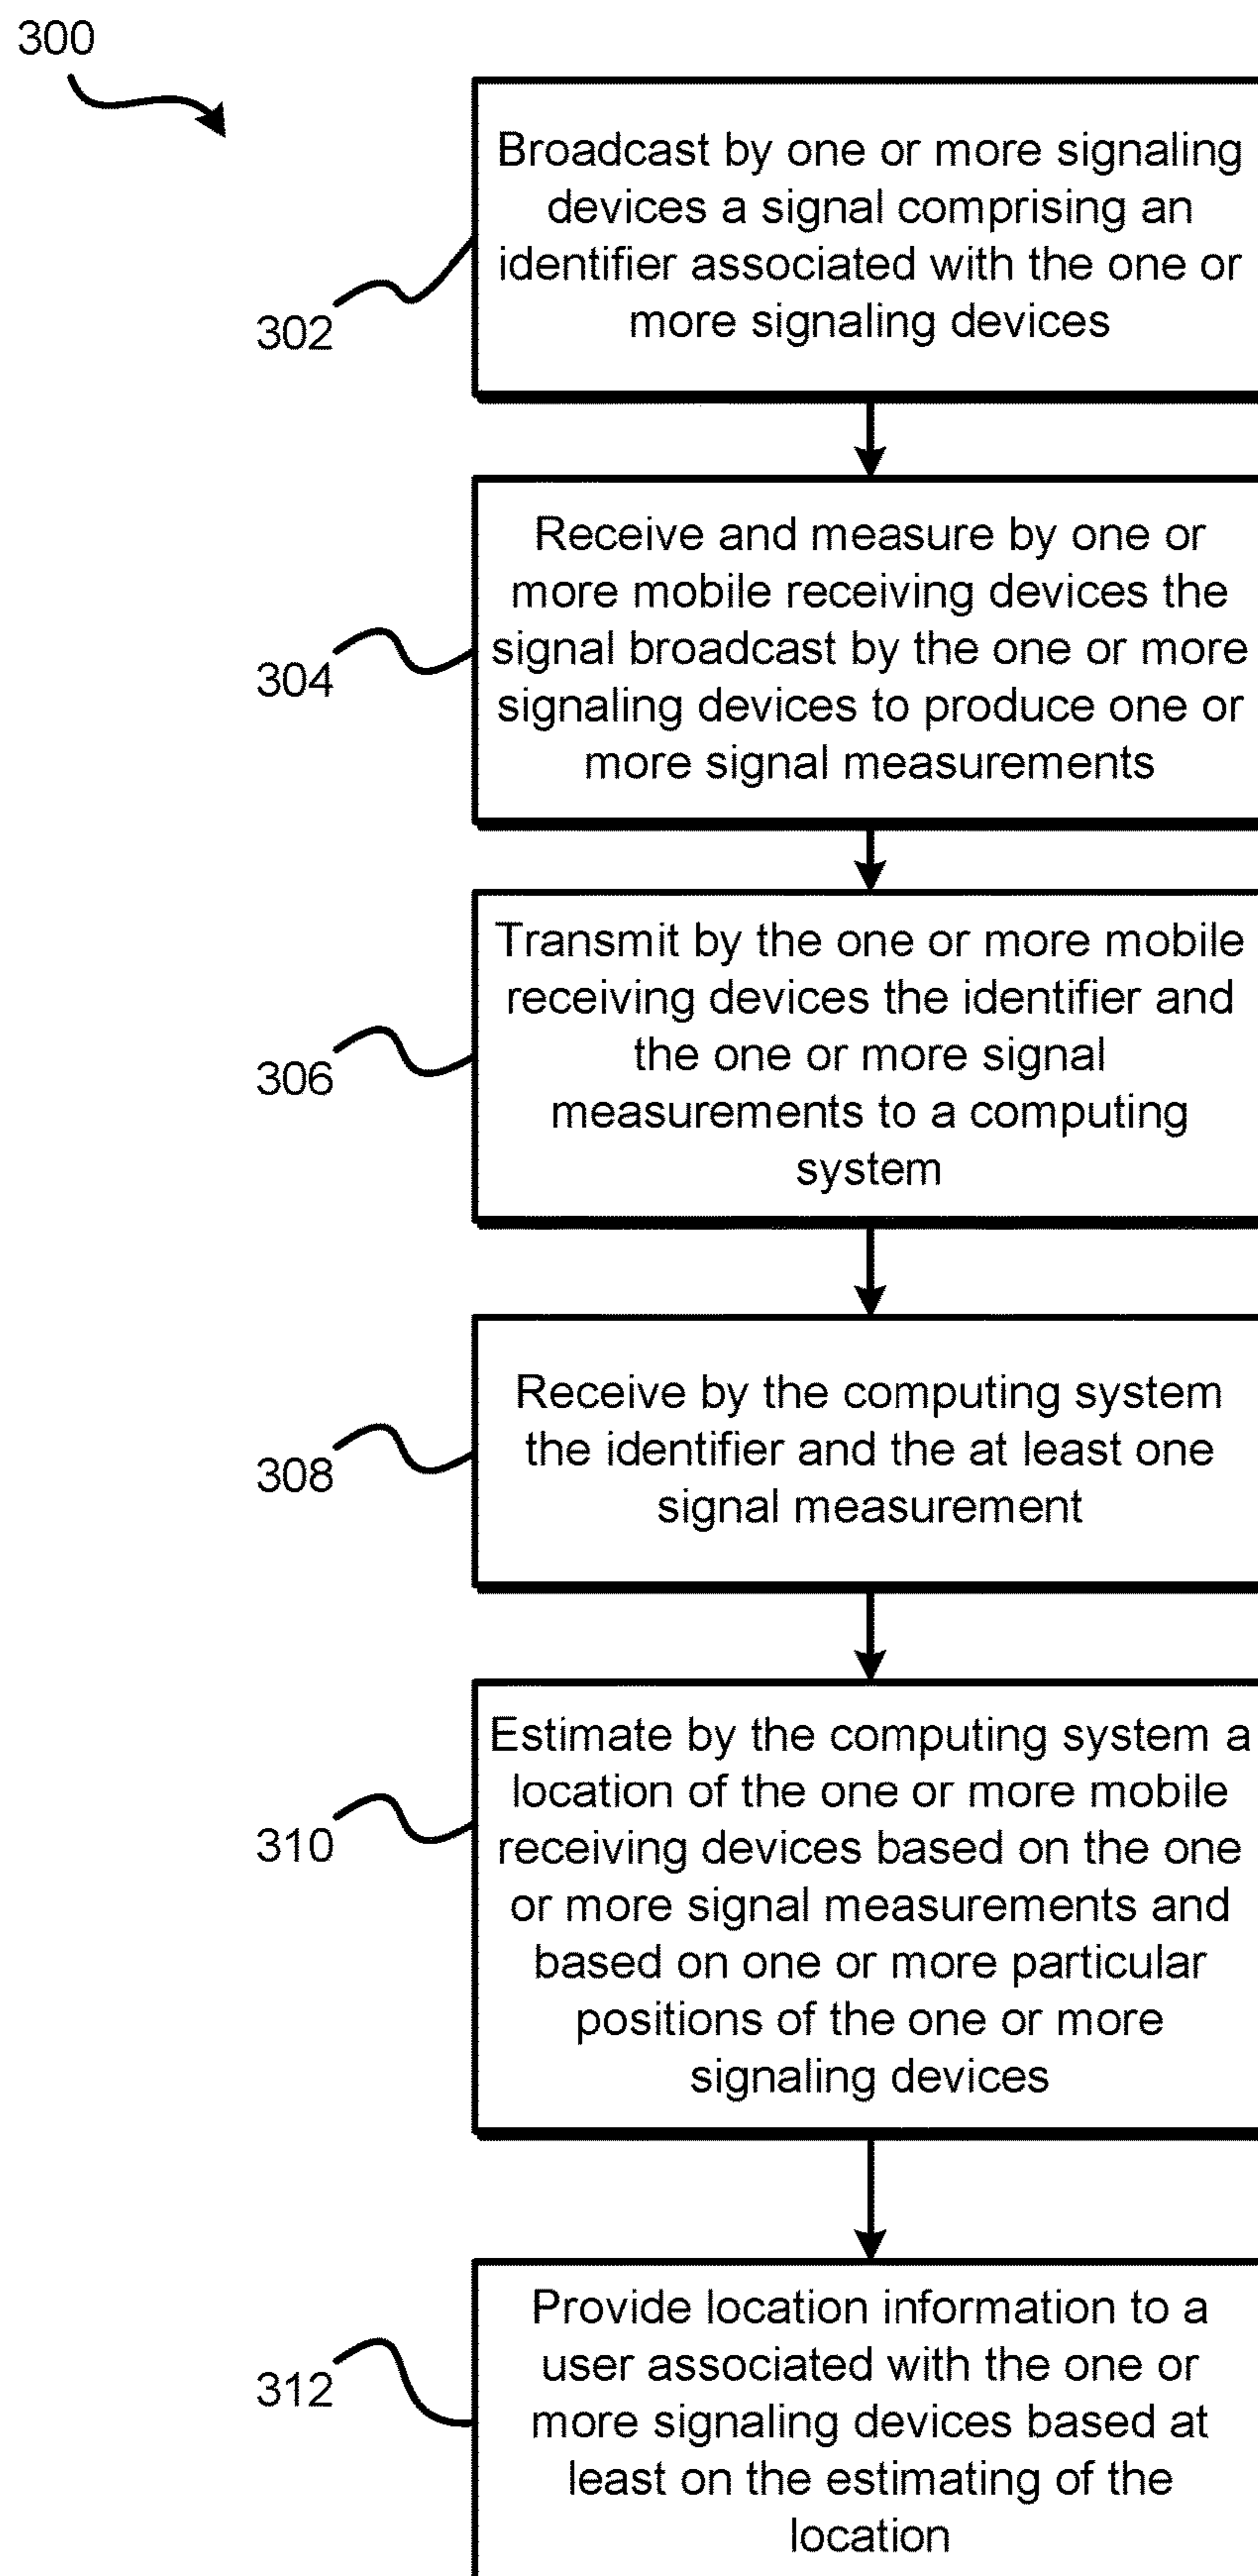 300
Broadcast by one or more signaling
devices a signal comprising an
identifier associated with the one or
more signaling devices
302
Receive and measure by one or
more mobile receiving devices the
signal broadcast by the one or more
signaling devices to produce one or
more signal measurements
304
Transmit by the one or more mobile
receiving devices the identifier and
the one or more signal
measurements to a computing
system
306
Receive by the computing system
the identifier and the at least one
signal measurement
308
Estimate by the computing system a
location of the one or more mobile
receiving devices based on the one
or more signal measurements and
based on one or more particular
positions of the one or more
signaling devices
310
Provide location information to a
user associated with the one or
more signaling devices based at
least on the estimating of the
location
312